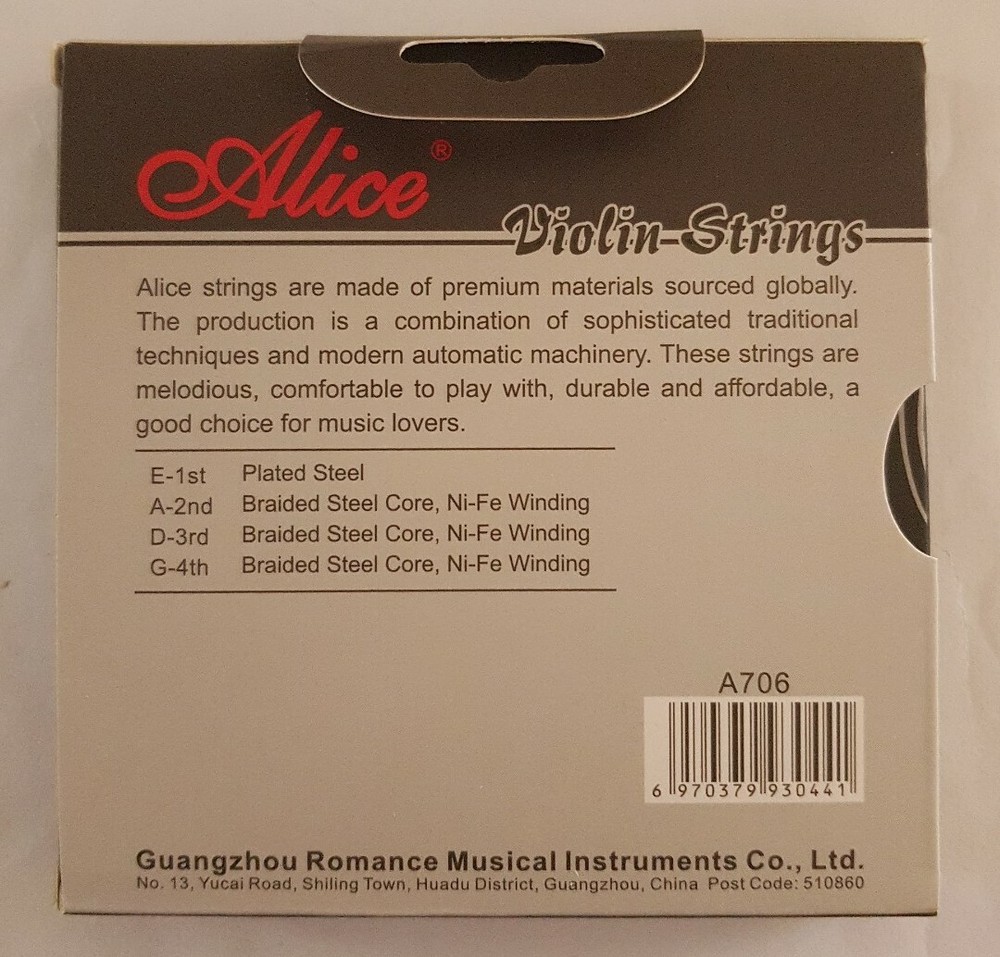 Alice®
Violin Strings
Alice strings are made of premium materials sourced globally.
The production is a combination of sophisticated traditional
techniques and modern automatic machinery. These strings are
melodious, comfortable to play with, durable and affordable, a
good choice for music lovers.
E-1st Plated Steel
A-2nd Braided Steel Core, Ni-Fe Winding
D-3rd Braided Steel Core, Ni-Fe Winding
G-4th Braided Steel Core, Ni-Fe Winding
A706
6 970379 930441
Guangzhou Romance Musical Instruments Co., Ltd.
No. 13, Yucai Road, Shiling Town, Huadu District, Guangzhou, China Post Code: 510860